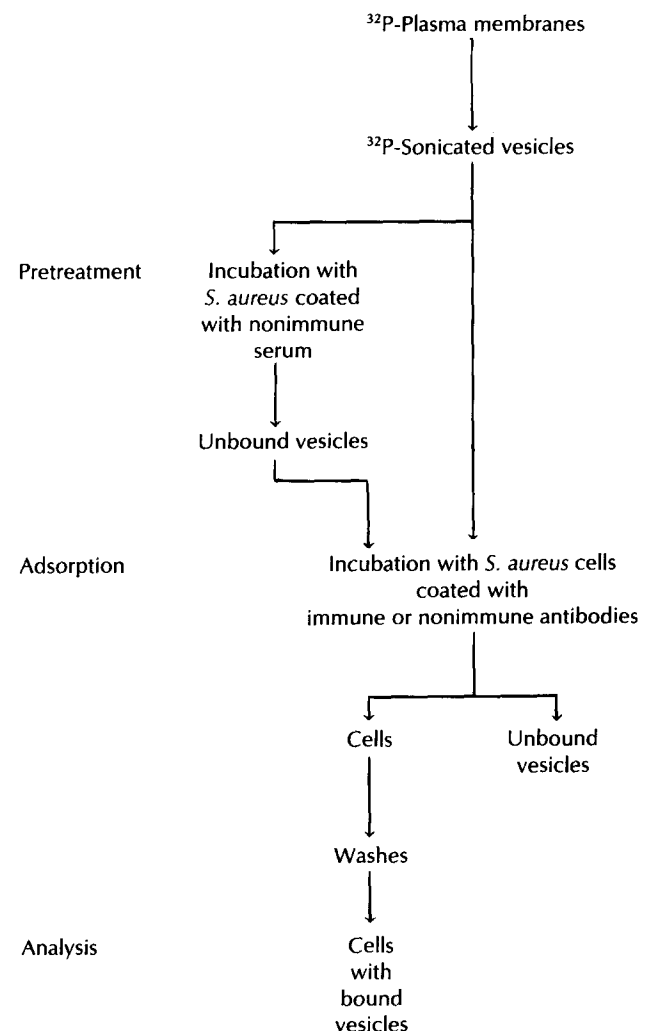 ³²P-Plasma membranes
³²P-Sonicated vesicles
Pretreatment
Incubation with
S. aureus coated
with nonimmune
serum
Unbound vesicles
Adsorption
Incubation with S. aureus cells
coated with
immune or nonimmune antibodies
Cells
Unbound
vesicles
Washes
Analysis
Cells
with
bound
vesicles